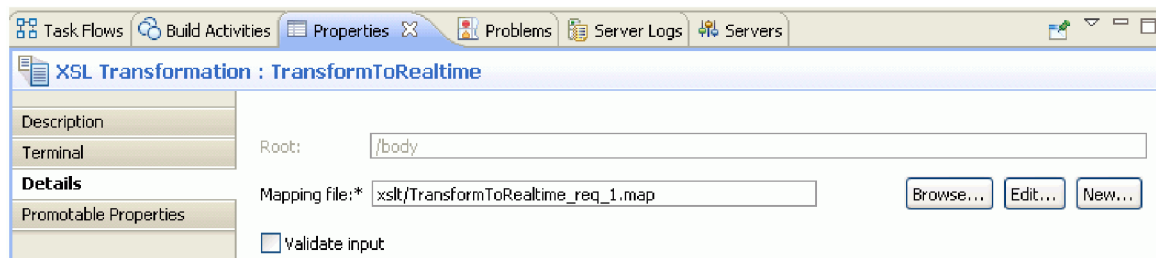 Task Flows Build Activities Properties Problems Server Logs Servers
XSL Transformation : TransformToRealtime
Description
Terminal
Root: /body
Details
Mapping file:* xslt/TransformToRealtime_req_1.map Browse... Edit... New...
Promotable Properties
Validate input